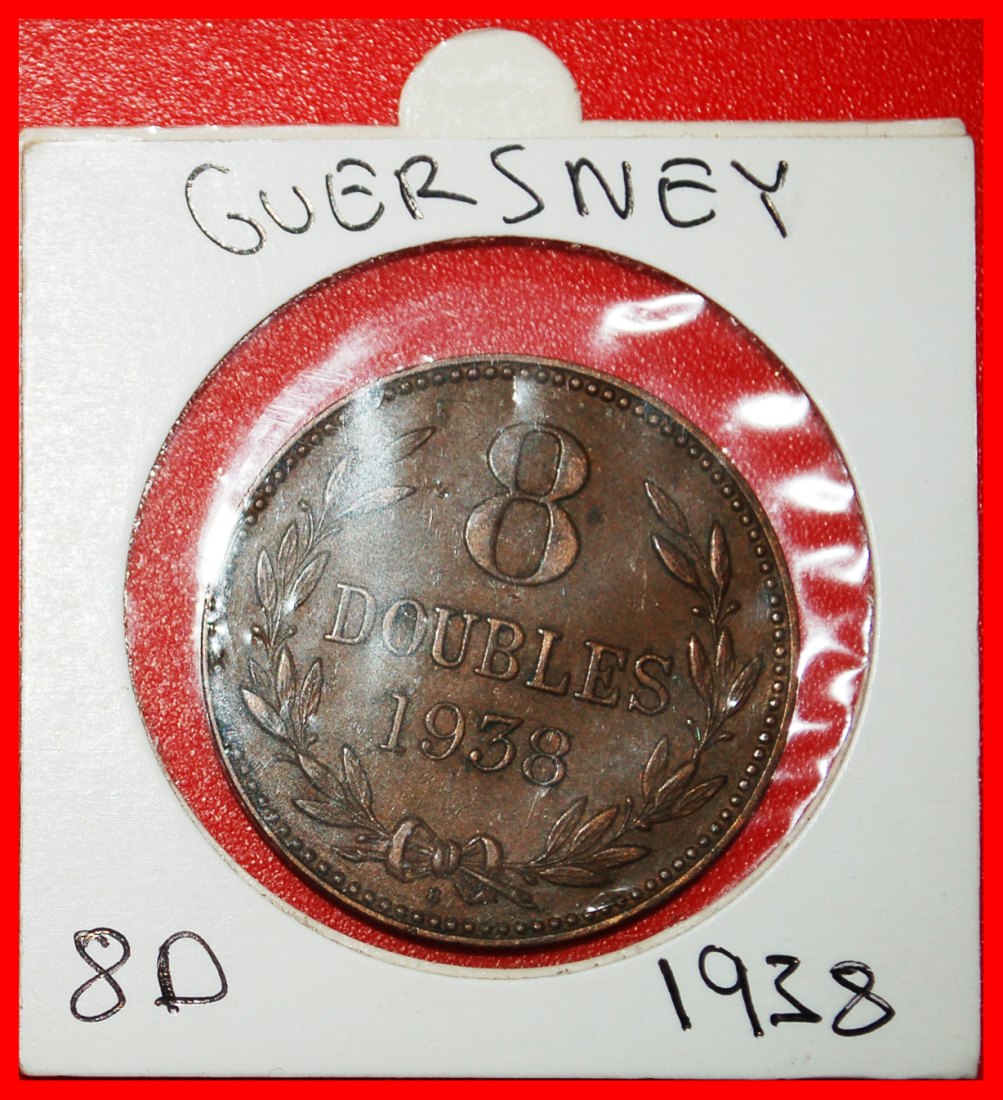 GUERSNEY
8
DOUBLES
1938
H
8D 1938